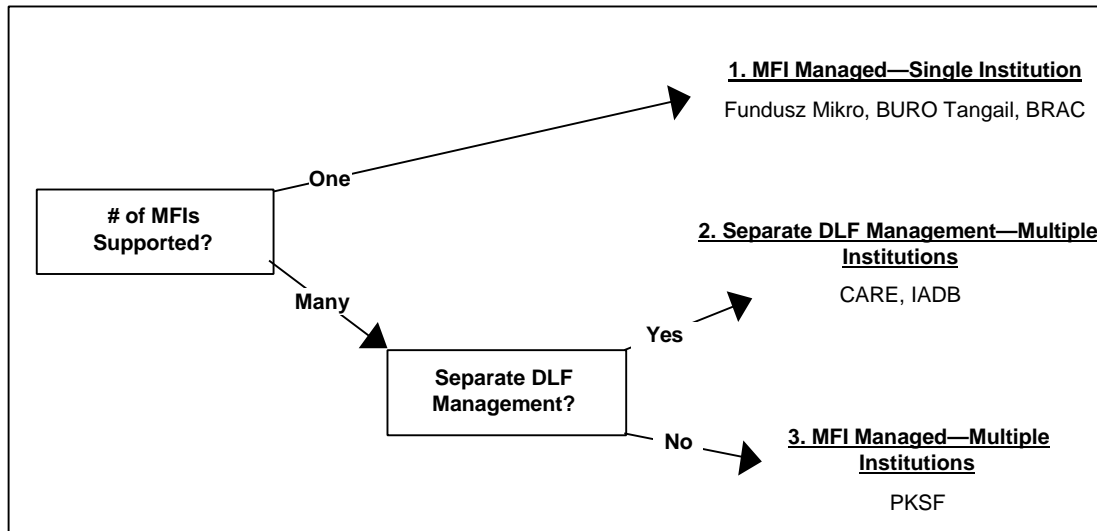 1. MFI Managed—Single Institution
Fundusz Mikro, BURO Tangail, BRAC
One
# of MFIs
Supported?
2. Separate DLF Management—Multiple
Institutions
CARE, IADB
Many
Yes
Separate DLF
Management?
No
3. MFI Managed—Multiple
Institutions
PKSF